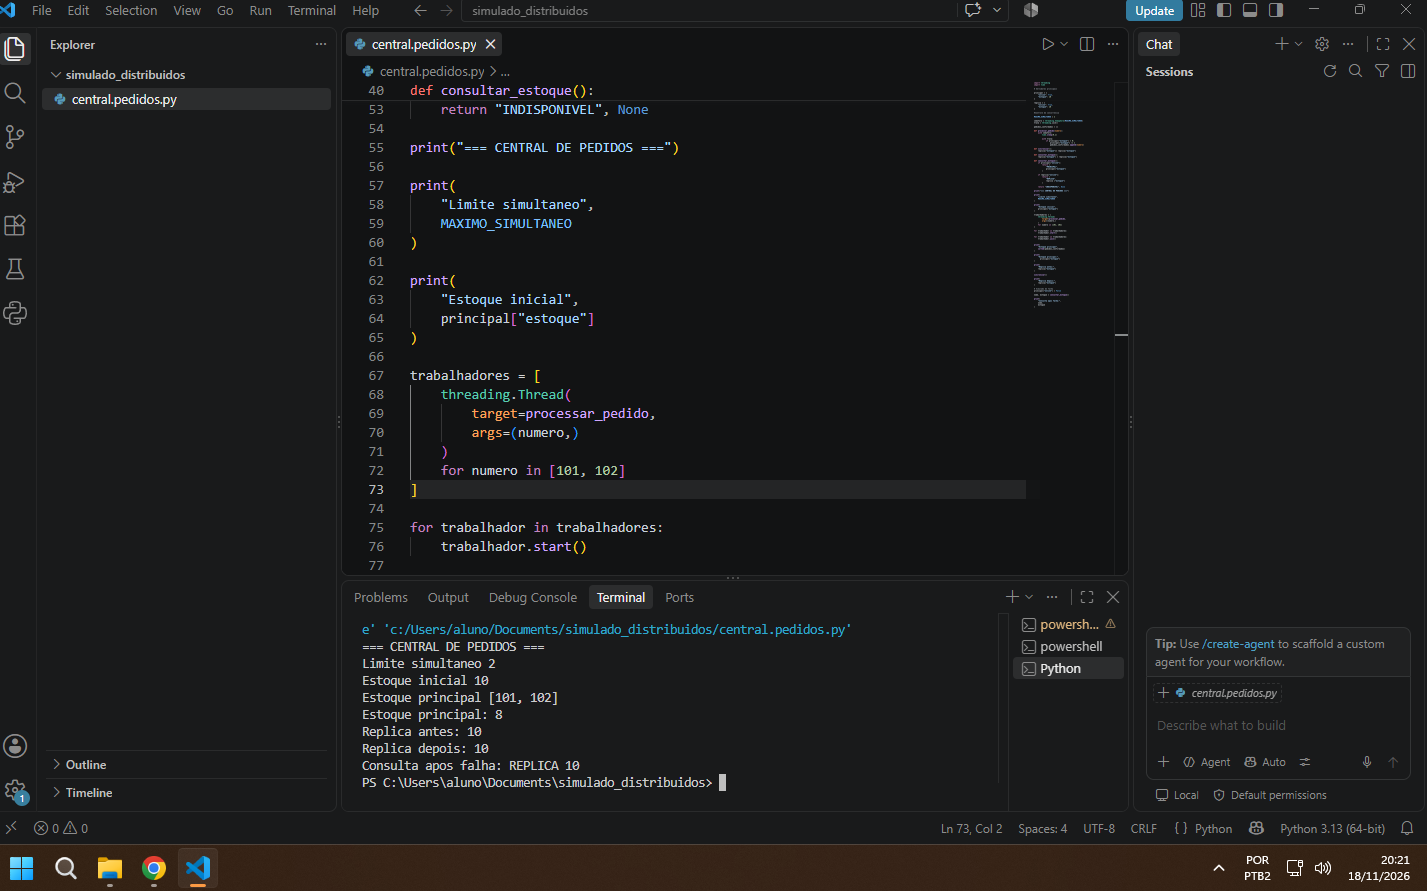 File Edit Selection View Go Run Terminal Help
simulado_distribuidos
Update
Explorer
simulado_distribuidos
central.pedidos.py
Outline
Timeline
central.pedidos.py
central.pedidos.py > ...
40 def consultar_estoque():
53 return "INDISPONIVEL", None
54
55 print("=== CENTRAL DE PEDIDOS ===")
56
57 print(
58 "Limite simultaneo",
59 MAXIMO_SIMULTANEO
60 )
61
62 print(
63 "Estoque inicial",
64 principal["estoque"]
65 )
66
67 trabalhadores = [
68 threading.Thread(
69 target=processar_pedido,
70 args=(numero,)
71 )
72 for numero in [101, 102]
73 ]
74
75 for trabalhador in trabalhadores:
76 trabalhador.start()
77
Problems Output Debug Console Terminal Ports
e' 'c:/Users/aluno/Documents/simulado_distribuidos/central.pedidos.py'
=== CENTRAL DE PEDIDOS ===
Limite simultaneo 2
Estoque inicial 10
Estoque principal [101, 102]
Estoque principal: 8
Replica antes: 10
Replica depois: 10
Consulta apos falha: REPLICA 10
PS C:\Users\aluno\Documents\simulado_distribuidos>
powersh...
powershell
Python
Chat
Sessions
Tip: Use /create-agent to scaffold a custom
agent for your workflow.
central.pedidos.py
Describe what to build
Agent Auto
Local Default permissions
1
0 0
Ln 73, Col 2 Spaces: 4 UTF-8 CRLF { } Python Python 3.13 (64-bit)
POR
PTB2
20:21
18/11/2026